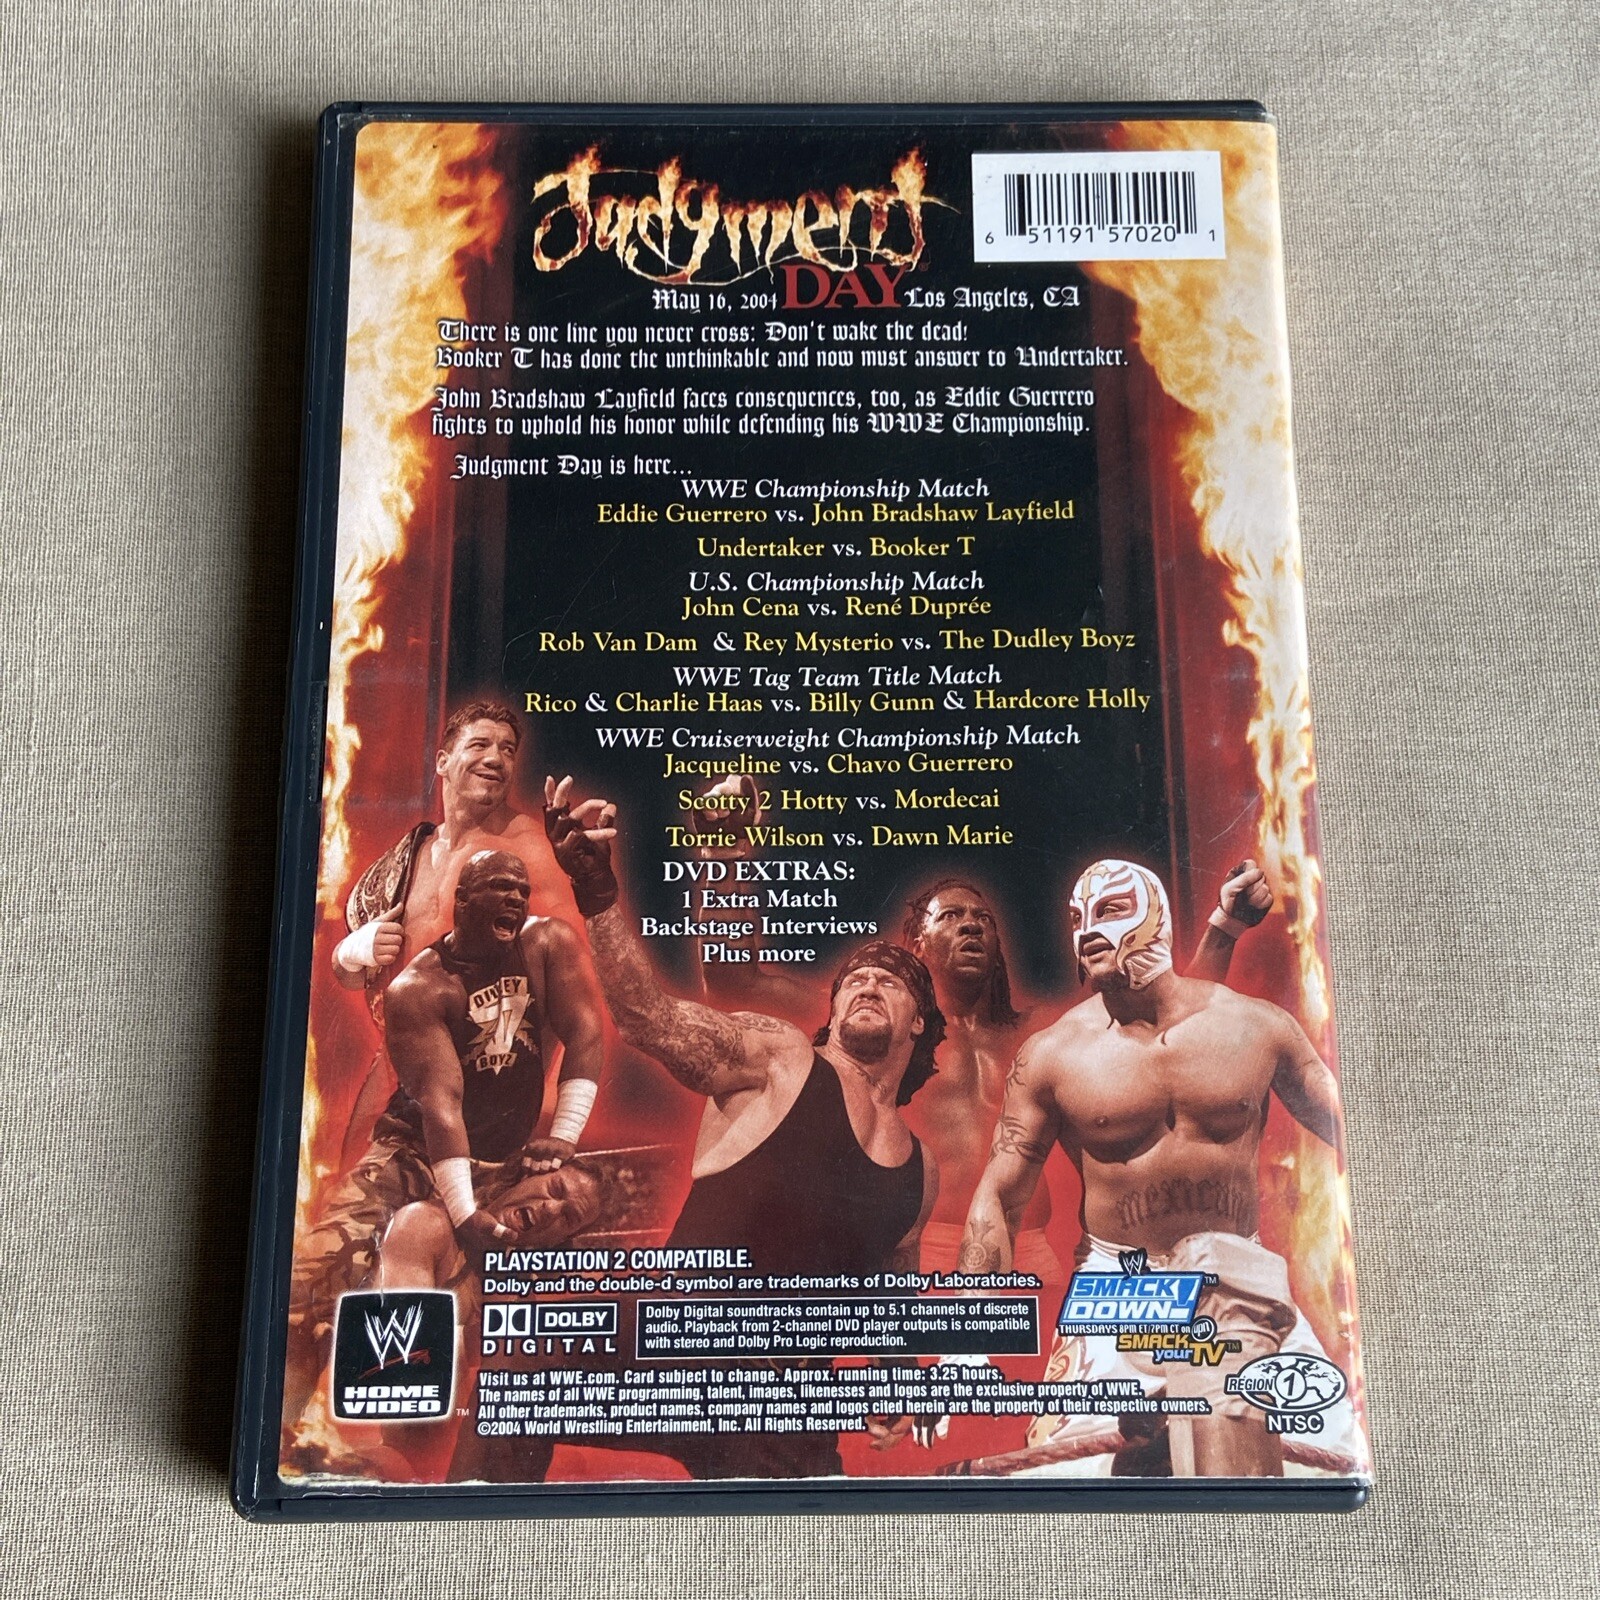 Judgment
DAY®
6 51191 57020 1
May 16, 2004
Los Angeles, CA
There is one line you never cross: Don't wake the dead!
Booker T has done the unthinkable and now must answer to Undertaker.
John Bradshaw Layfield faces consequences, too, as Eddie Guerrero
fights to uphold his honor while defending his WWE Championship.
Judgment Day is here...
WWE Championship Match
Eddie Guerrero vs. John Bradshaw Layfield
Undertaker vs. Booker T
U.S. Championship Match
John Cena vs. René Duprée
Rob Van Dam & Rey Mysterio vs. The Dudley Boyz
WWE Tag Team Title Match
Rico & Charlie Haas vs. Billy Gunn & Hardcore Holly
WWE Cruiserweight Championship Match
Jacqueline vs. Chavo Guerrero
Scotty 2 Hotty vs. Mordecai
Torrie Wilson vs. Dawn Marie
DVD EXTRAS:
1 Extra Match
Backstage Interviews
Plus more
BOYZ
mexican
PLAYSTATION 2 COMPATIBLE.
Dolby and the double-d symbol are trademarks of Dolby Laboratories.
DOLBY
DIGITAL
Dolby Digital soundtracks contain up to 5.1 channels of discrete
audio. Playback from 2-channel DVD player outputs is compatible
with stereo and Dolby Pro Logic reproduction.
W
HOME
VIDEO™
W
SMACK
DOWN!™
THURSDAYS 8PM ET/7PM CT on upn
SMACK
your TV™
Visit us at WWE.com. Card subject to change. Approx. running time: 3.25 hours.
The names of all WWE programming, talent, images, likenesses and logos are the exclusive property of WWE.
All other trademarks, product names, company names and logos cited herein are the property of their respective owners.
©2004 World Wrestling Entertainment, Inc. All Rights Reserved.
REGION 1
NTSC